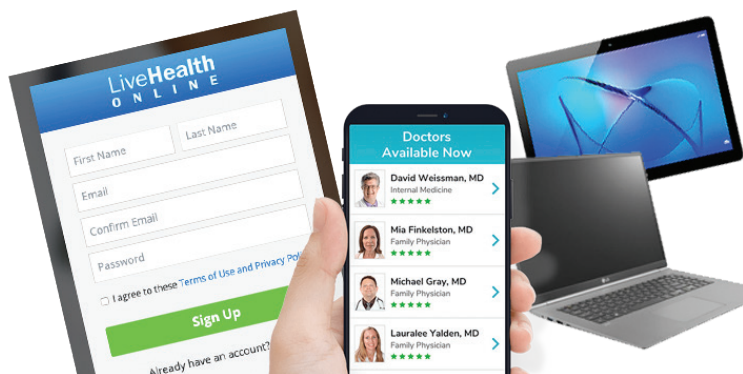 LiveHealth
ONLINE
First Name
Last Name
Email
Confirm Email
Password
I agree to these Terms of Use and Privacy
Sign Up
Already have an account?
Doctors
Available Now
David Weissman, MD
Internal Medicine
Mia Finkelston, MD
Family Physician
Michael Gray, MD
Family Physician
Lauralee Yalden, MD
Family Physician
LG